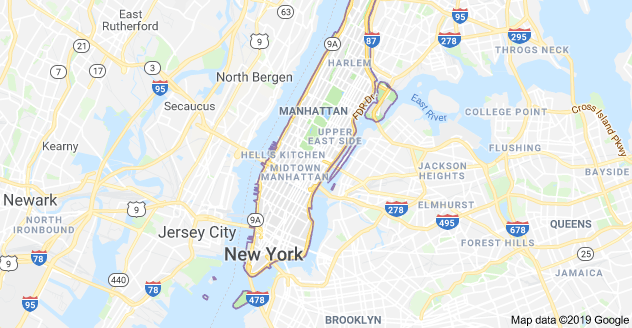 East
Rutherford
95
21
9
9A
87
278
295
THROGS NECK
7
17
3
HARLEM
95
North Bergen
FDR Dr
East River
Secaucus
MANHATTAN
COLLEGE POINT
Cross Island Pkwy
UPPER
EAST SIDE
Kearny
HELL'S KITCHEN
FLUSHING
MIDTOWN
MANHATTAN
JACKSON
HEIGHTS
BAYSIDE
Newark
9
278
ELMHURST
NORTH
IRONBOUND
9A
495
678
QUEENS
Jersey City
FOREST HILLS
9
78
New York
25
440
78
JAMAICA
95
478
BROOKLYN
Map data ©2019 Google